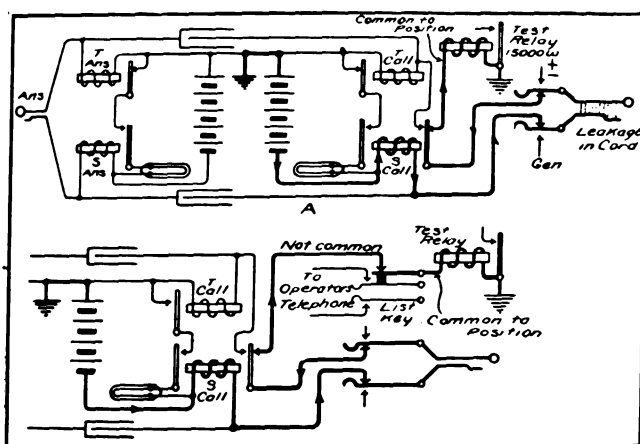 Common to
Position
Test
Relay
15000ω
+ -
T
Ans
T
Call
Ans
S
Ans
S
Call
Leakage
in Cord
Gen
A
Not common
Test
Relay
To
Operators
Telephone
List
Key
Common to
Position
T
Call
S
Call